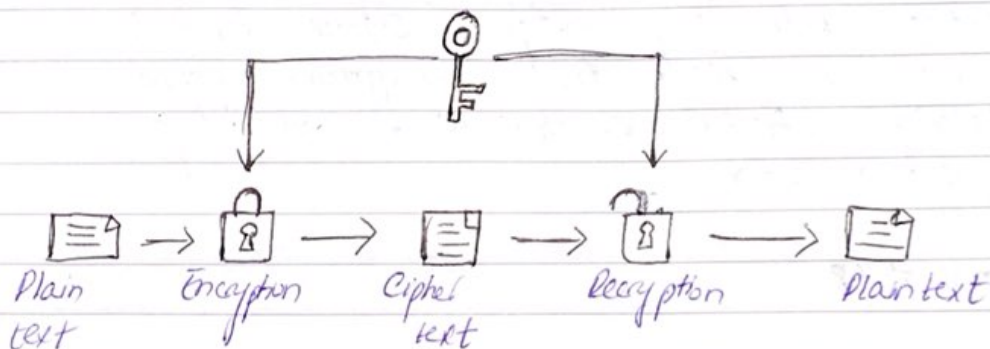 Plain
text
Encryption
Cipher
text
Decryption
Plain text